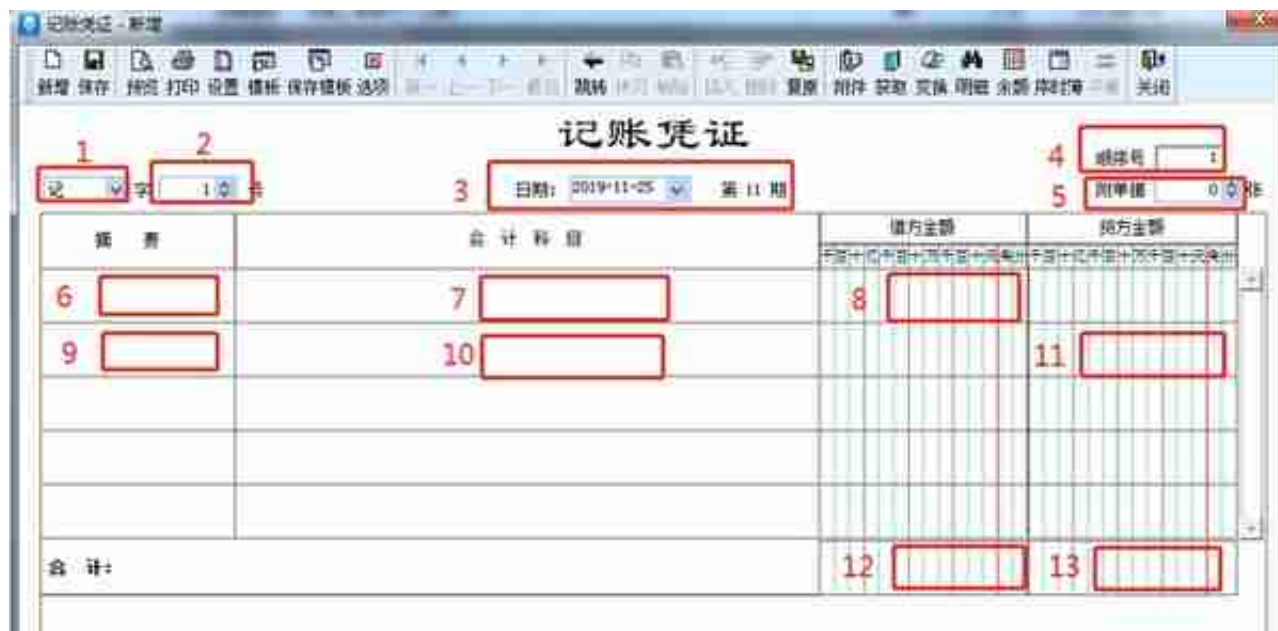 记账凭证 - 新增
新增 保存 预览 打印 设置 模板 保存模板 选项 跳转 复原 附件 获取 变换 明细 余额 序时簿 关闭
记账凭证
1 2 4 顺序号 1
记 字 1 号 3 日期: 2019-11-25 第 11 期 5 附单据 0 张
摘 要 会 计 科 目 借方金额 贷方金额
千百十亿千百十万千百十元角分 千百十亿千百十万千百十元角分
6 7 8
9 10 11
合 计: 12 13